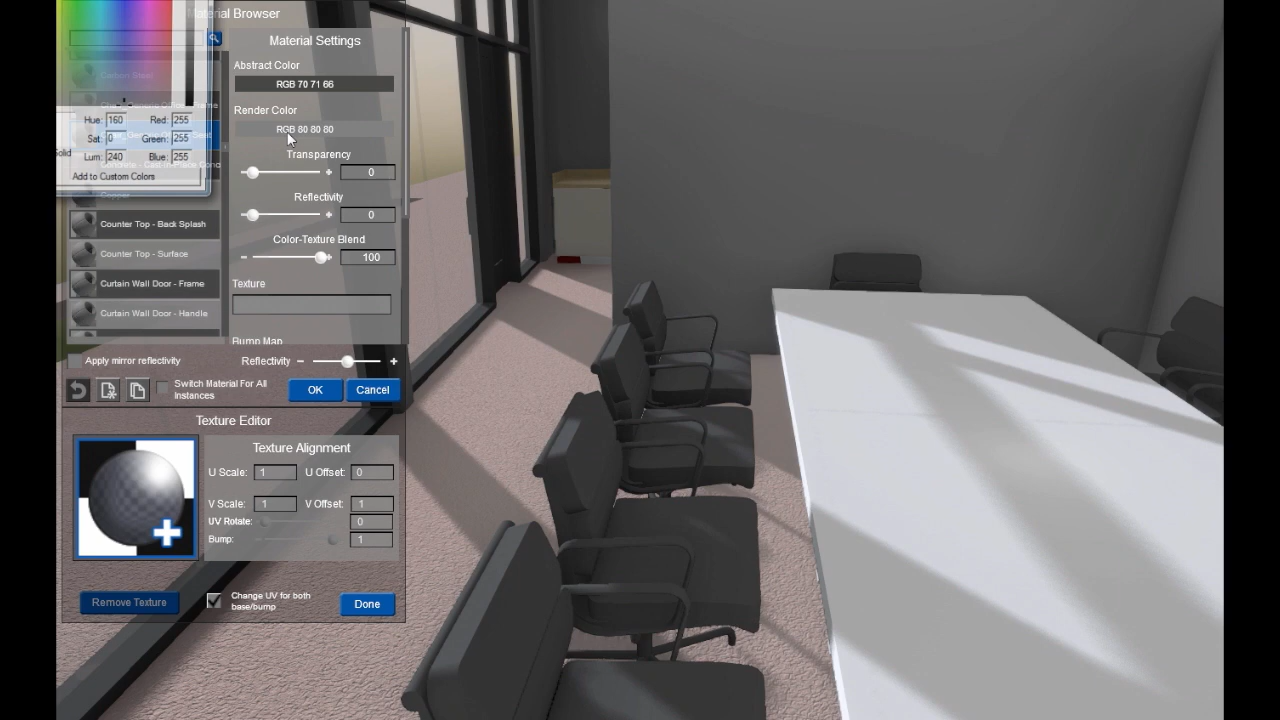 Material Browser
Material Settings
Abstract Color
RGB 70 71 66
Render Color
RGB 80 80 80
Transparency
- + 0
Reflectivity
- + 0
Color-Texture Blend
- + 100
Texture
Bump Map
Carbon Steel
Hue: 160 Red: 255
Sat: 0 Green: 255
Solid Lum: 240 Blue: 255
Add to Custom Colors
Copper
Counter Top - Back Splash
Counter Top - Surface
Curtain Wall Door - Frame
Curtain Wall Door - Handle
Apply mirror reflectivity Reflectivity - +
Switch Material For All
Instances
OK Cancel
Texture Editor
Texture Alignment
U Scale: 1 U Offset: 0
V Scale: 1 V Offset: 1
UV Rotate: 0
Bump: 1
Remove Texture
Change UV for both
base/bump
Done